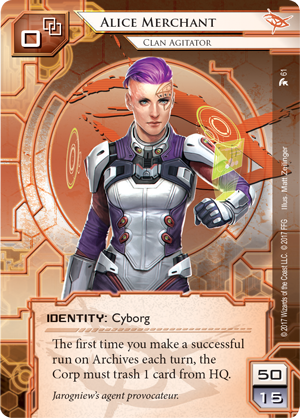 Alice Merchant
0
Clan Agitator
61
© 2017 Wizards of the Coast LLC. © 2017 FFG Illus. Matt Zeilinger
Identity: Cyborg
The first time you make a successful
run on Archives each turn, the
Corp must trash 1 card from HQ.
Jarogniew's agent provocateur.
50
15